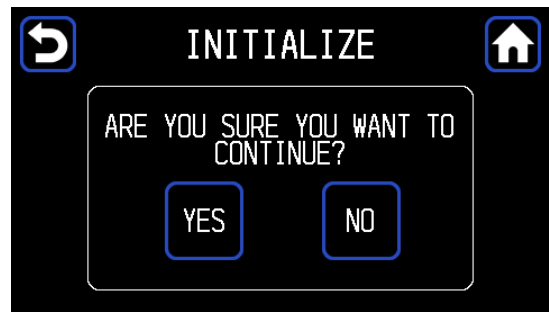 INITIALIZE
ARE YOU SURE YOU WANT TO
CONTINUE?
YES NO